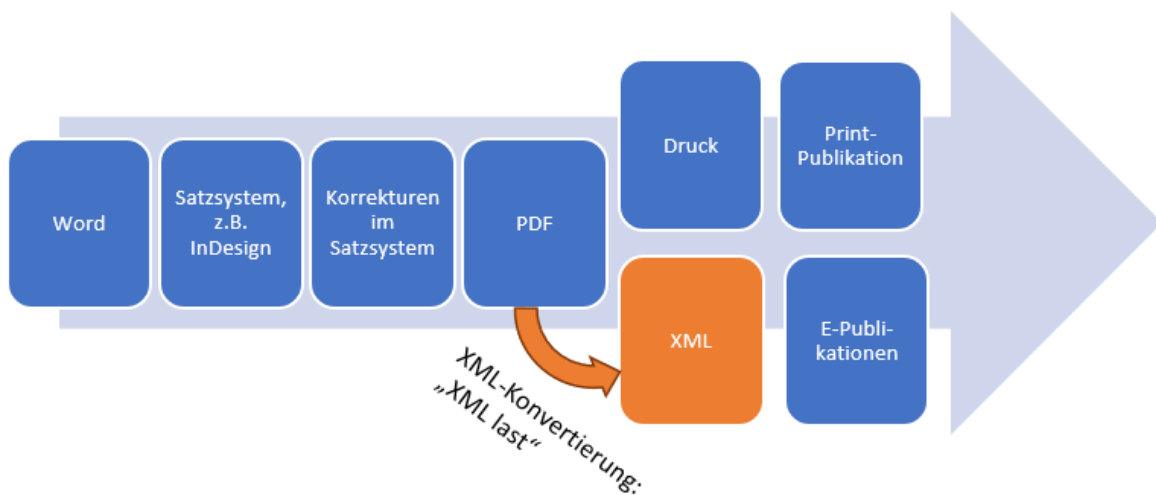 Word
Satzsystem,
z.B.
InDesign
Korrekturen
im
Satzsystem
PDF
Druck
Print-
Publikation
XML
E-Publi-
kationen
XML-Konvertierung:
„XML last“